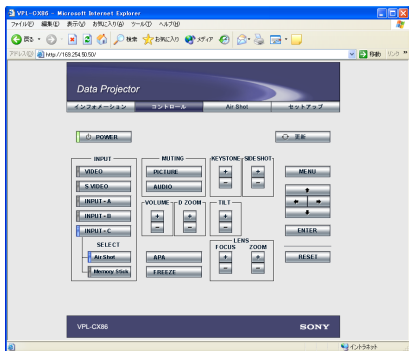 VPL-CX86 - Microsoft Internet Explorer
ファイル(F) 編集(E) 表示(V) お気に入り(A) ツール(T) ヘルプ(H)
戻る 検索 お気に入り メディア
アドレス(D) http://169.254.50.50/ 移動 リンク »
Data Projector
インフォメーション コントロール Air Shot セットアップ
POWER 更新
INPUT MUTING KEYSTONE SIDE SHOT
VIDEO PICTURE + + MENU
S VIDEO AUDIO - -
INPUT - A VOLUME D ZOOM TILT
INPUT - B + + +
INPUT - C - - - ENTER
SELECT LENS
FOCUS ZOOM
Air Shot APA + + RESET
Memory Stick FREEZE - -
VPL-CX86 SONY
イントラネット